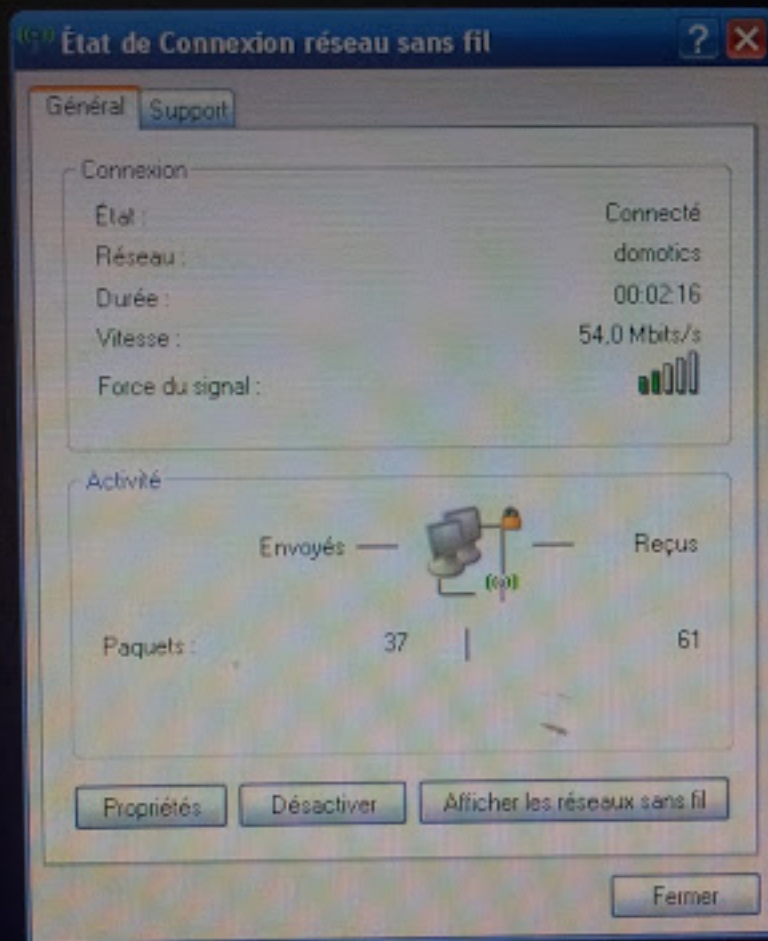 État de Connexion réseau sans fil
Général Support
Connexion
État : Connecté
Réseau : domotics
Durée : 00:02:16
Vitesse : 54,0 Mbits/s
Force du signal :
Activité
Envoyés Reçus
Paquets : 37 61
Propriétés Désactiver Afficher les réseaux sans fil
Fermer